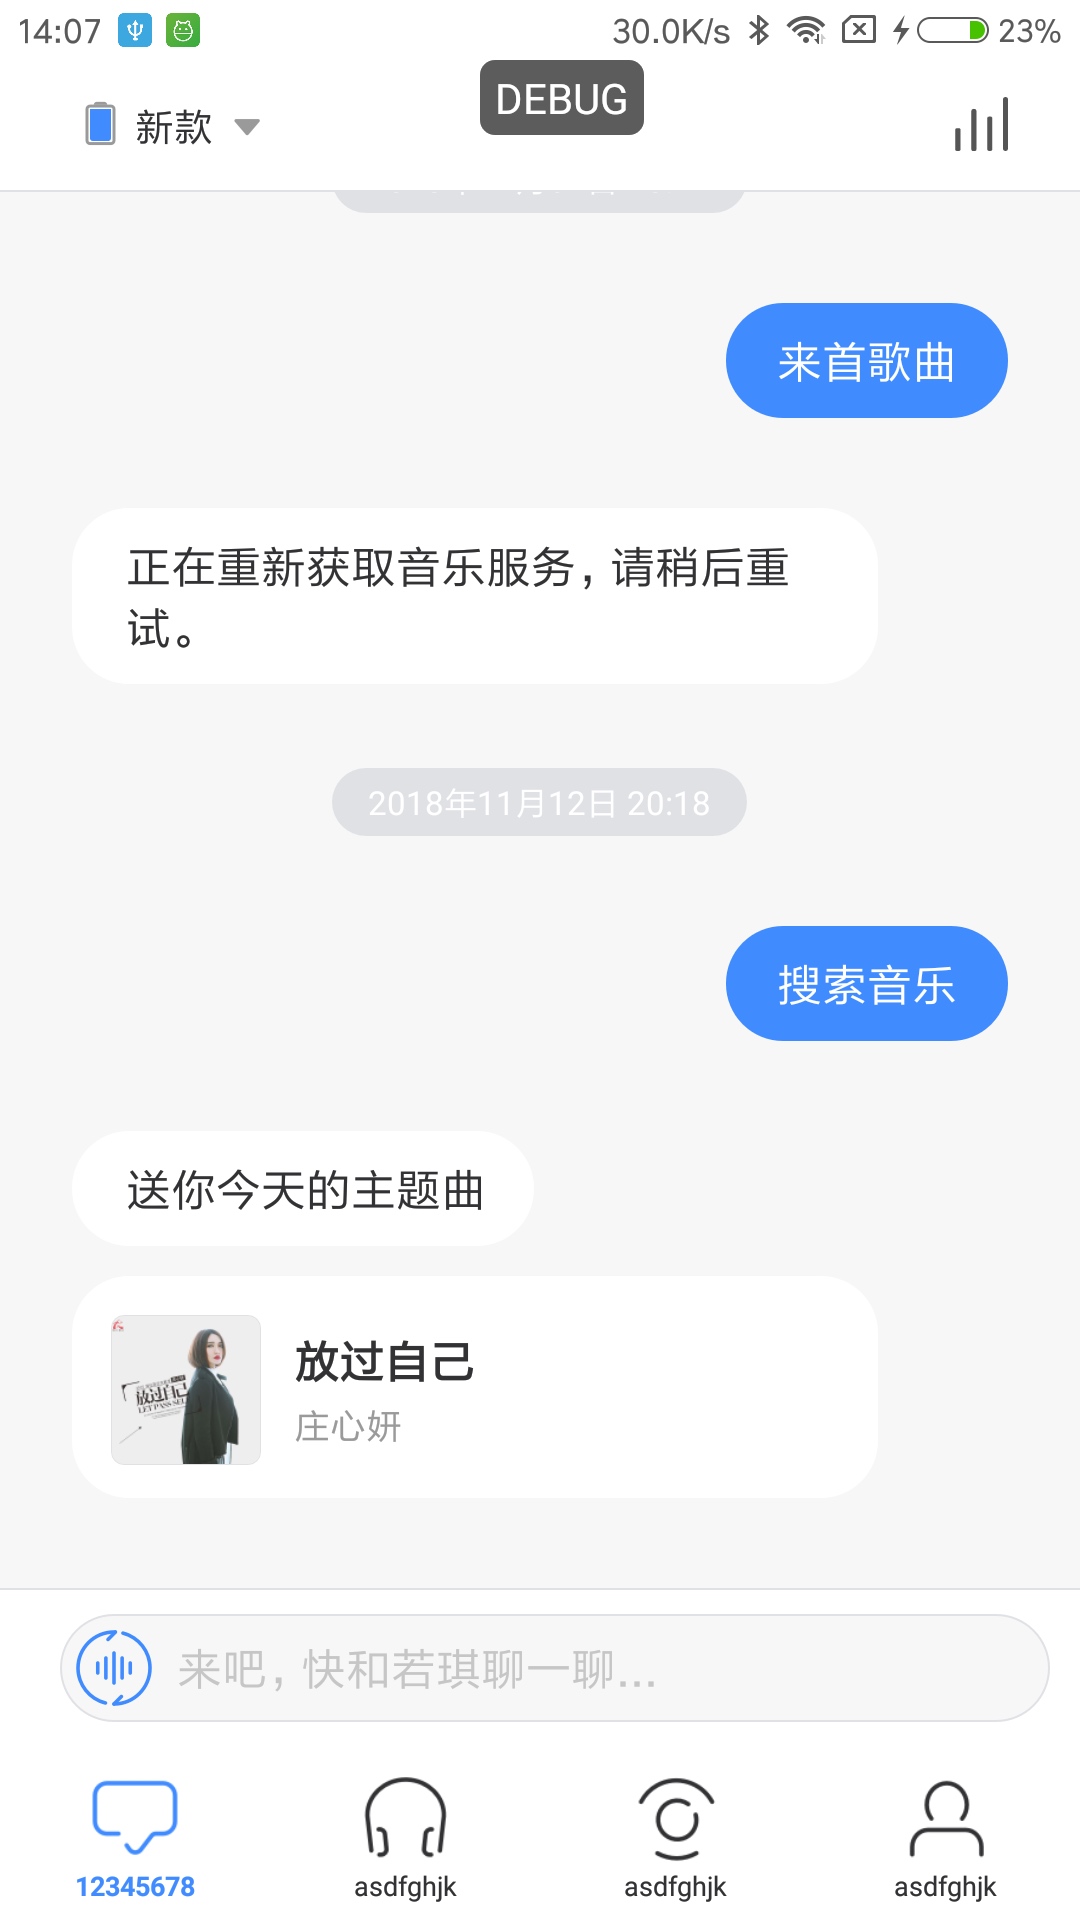 14:07 30.0K/s 23%
DEBUG
新款
来首歌曲
正在重新获取音乐服务，请稍后重
试。
2018年11月12日 20:18
搜索音乐
送你今天的主题曲
放过自己
LET PASS SELF
放过自己
庄心妍
来吧，快和若琪聊一聊...
12345678 asdfghjk asdfghjk asdfghjk